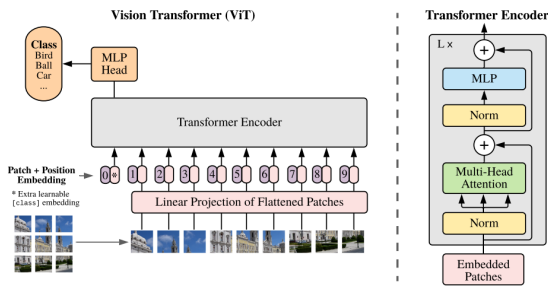 Vision Transformer (ViT)
Class
Bird
Ball
Car
...
MLP
Head
Transformer Encoder
Patch + Position
Embedding
0 * 1 2 3 4 5 6 7 8 9
* Extra learnable
[class] embedding
Linear Projection of Flattened Patches
Transformer Encoder
L x
+
MLP
Norm
+
Multi-Head
Attention
Norm
Embedded
Patches